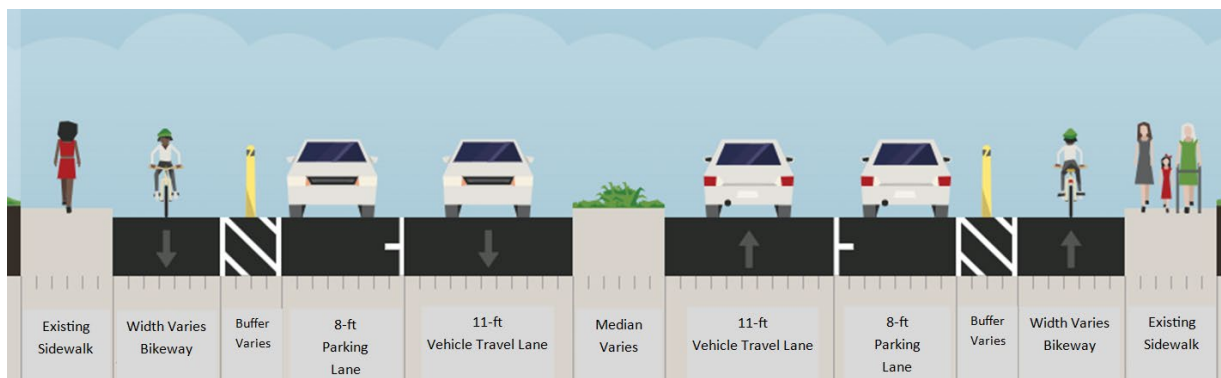 Existing
Sidewalk
Width Varies
Bikeway
Buffer
Varies
8-ft
Parking
Lane
11-ft
Vehicle Travel Lane
Median
Varies
11-ft
Vehicle Travel Lane
8-ft
Parking
Lane
Buffer
Varies
Width Varies
Bikeway
Existing
Sidewalk